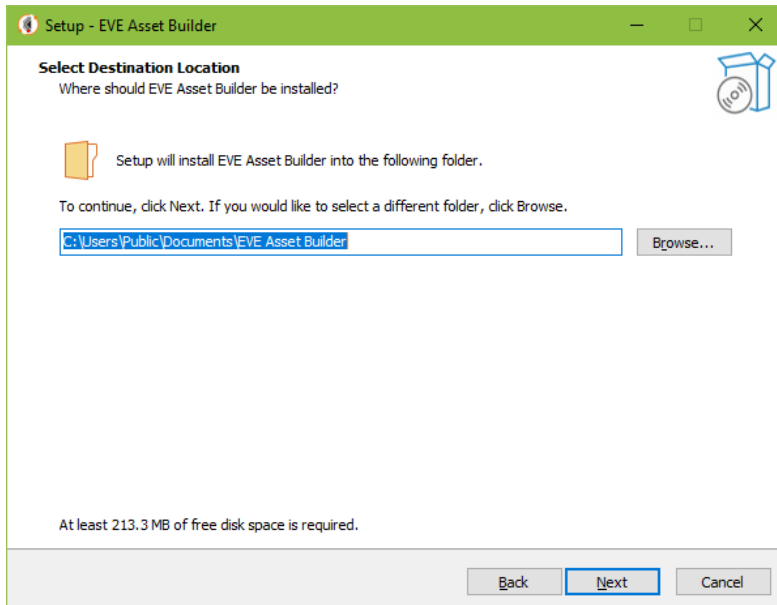 Setup - EVE Asset Builder
Select Destination Location
Where should EVE Asset Builder be installed?
Setup will install EVE Asset Builder into the following folder.
To continue, click Next. If you would like to select a different folder, click Browse.
C:\Users\Public\Documents\EVE Asset Builder
Browse...
At least 213.3 MB of free disk space is required.
Back Next Cancel